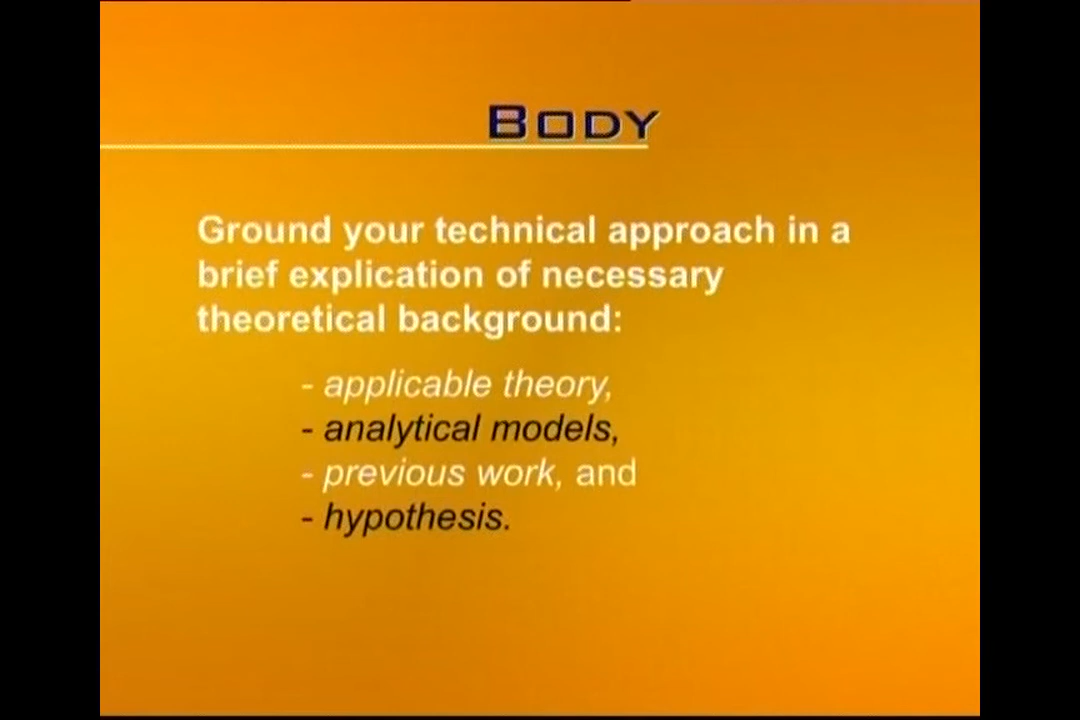 BODY
Ground your technical approach in a
brief explication of necessary
theoretical background:
- applicable theory,
- analytical models,
- previous work, and
- hypothesis.